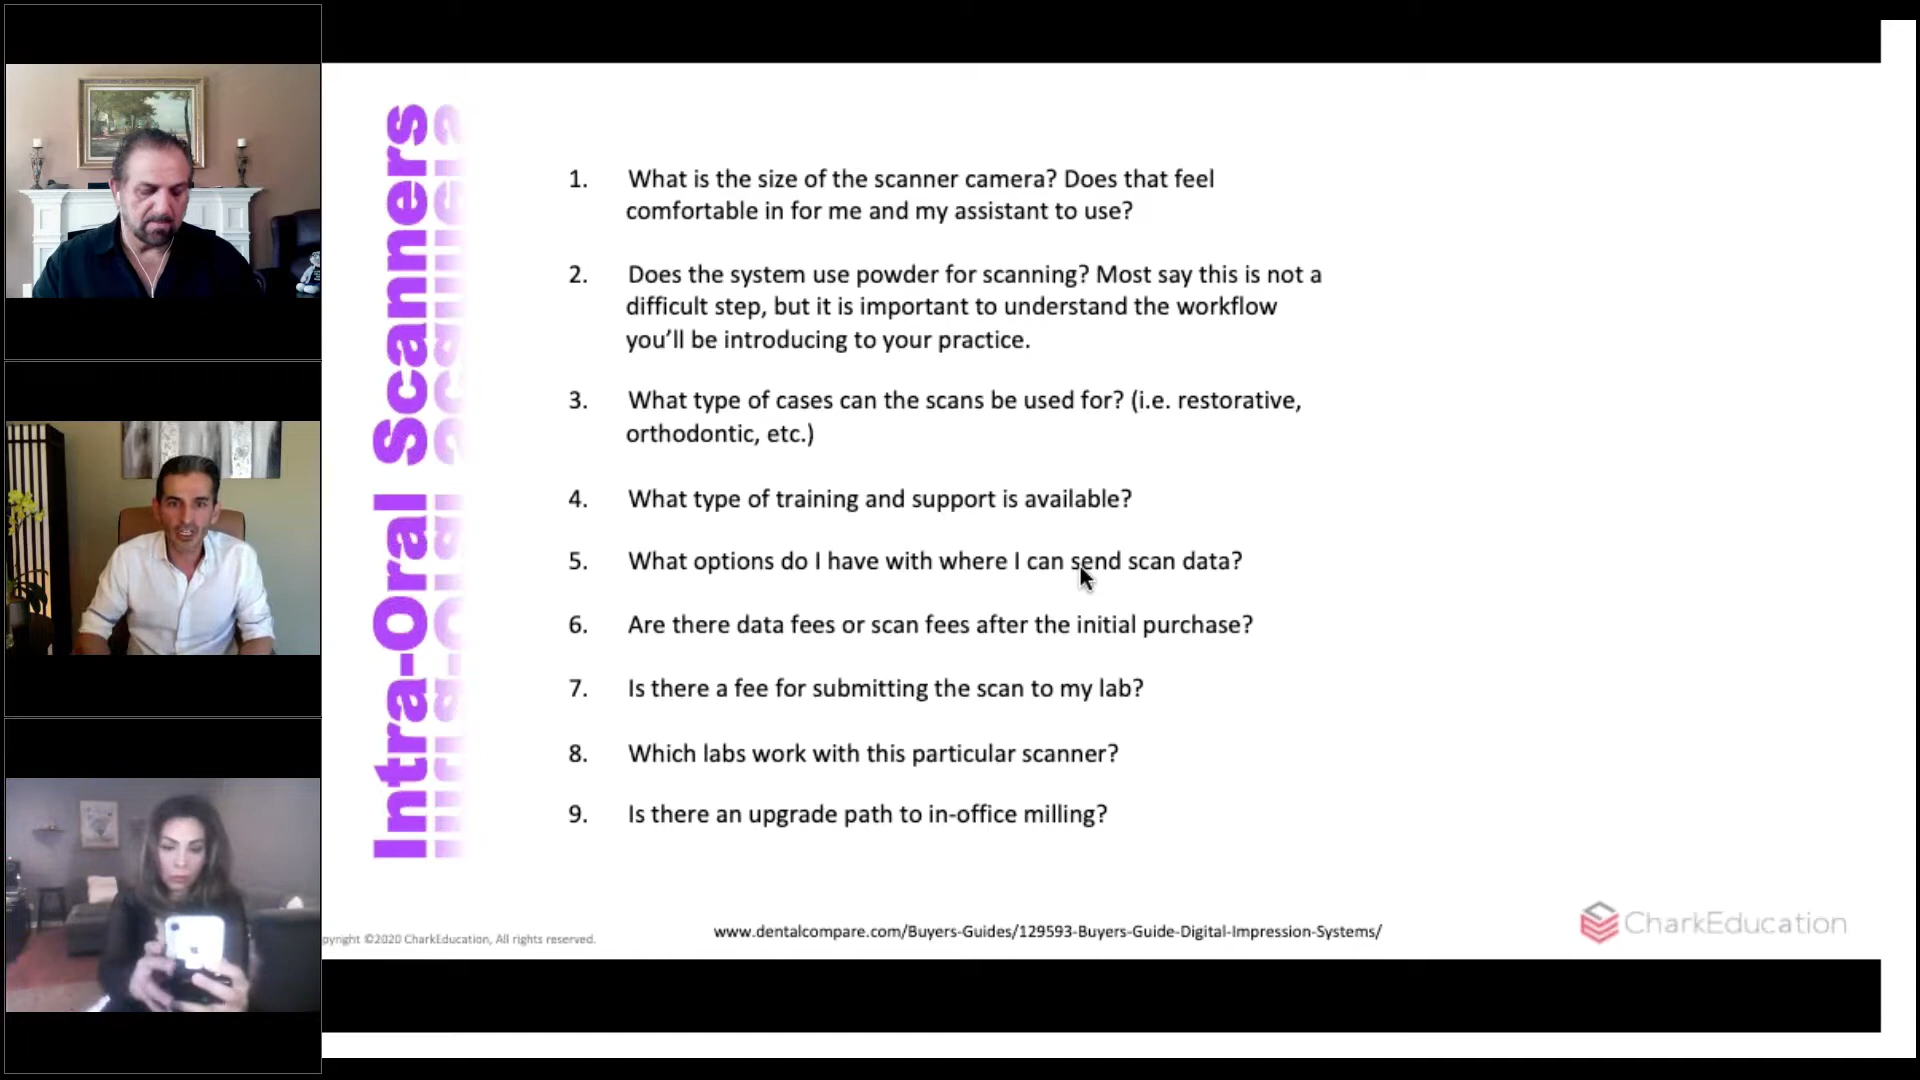 Intra-Oral Scanners
1. What is the size of the scanner camera? Does that feel
comfortable in for me and my assistant to use?
2. Does the system use powder for scanning? Most say this is not a
difficult step, but it is important to understand the workflow
you’ll be introducing to your practice.
3. What type of cases can the scans be used for? (i.e. restorative,
orthodontic, etc.)
4. What type of training and support is available?
5. What options do I have with where I can send scan data?
6. Are there data fees or scan fees after the initial purchase?
7. Is there a fee for submitting the scan to my lab?
8. Which labs work with this particular scanner?
9. Is there an upgrade path to in-office milling?
pyright ©2020 CharkEducation, All rights reserved.
www.dentalcompare.com/Buyers-Guides/129593-Buyers-Guide-Digital-Impression-Systems/
CharkEducation